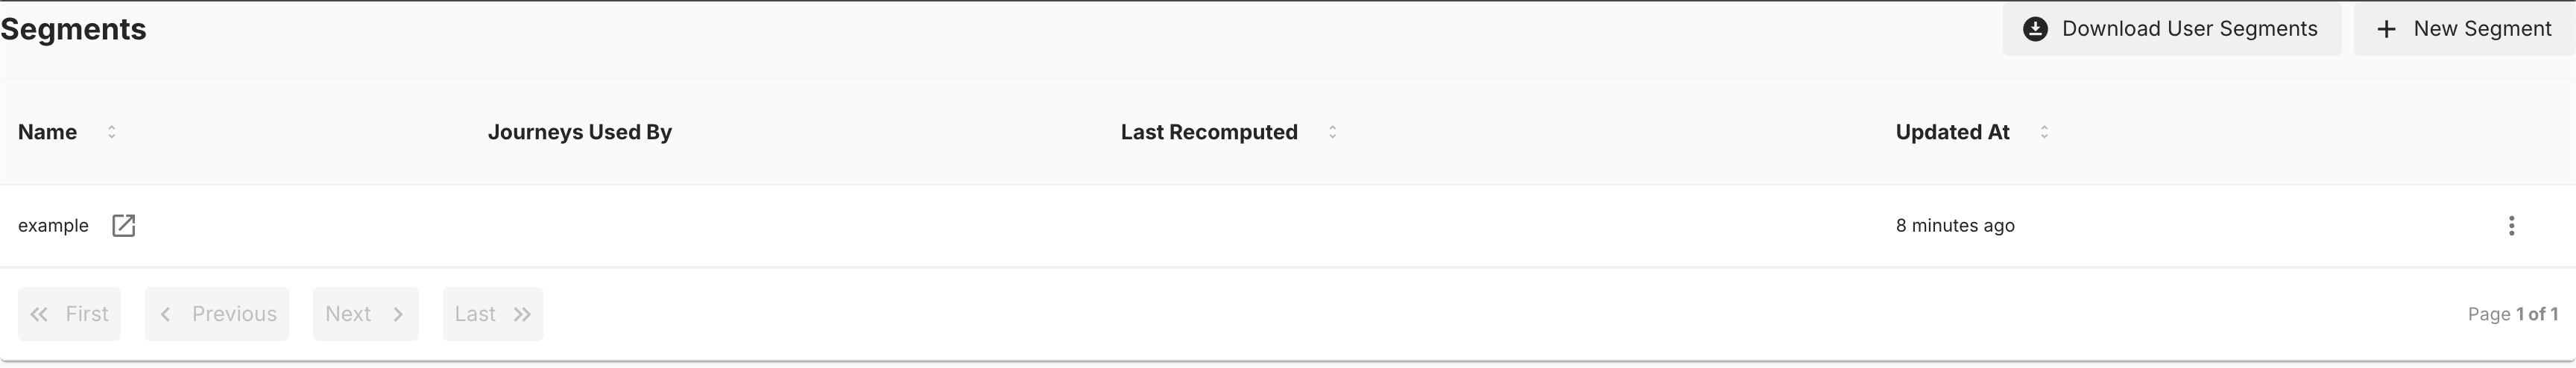 Segments
Download User Segments
New Segment
Name Journeys Used By Last Recomputed Updated At
example 8 minutes ago
First Previous Next Last Page 1 of 1